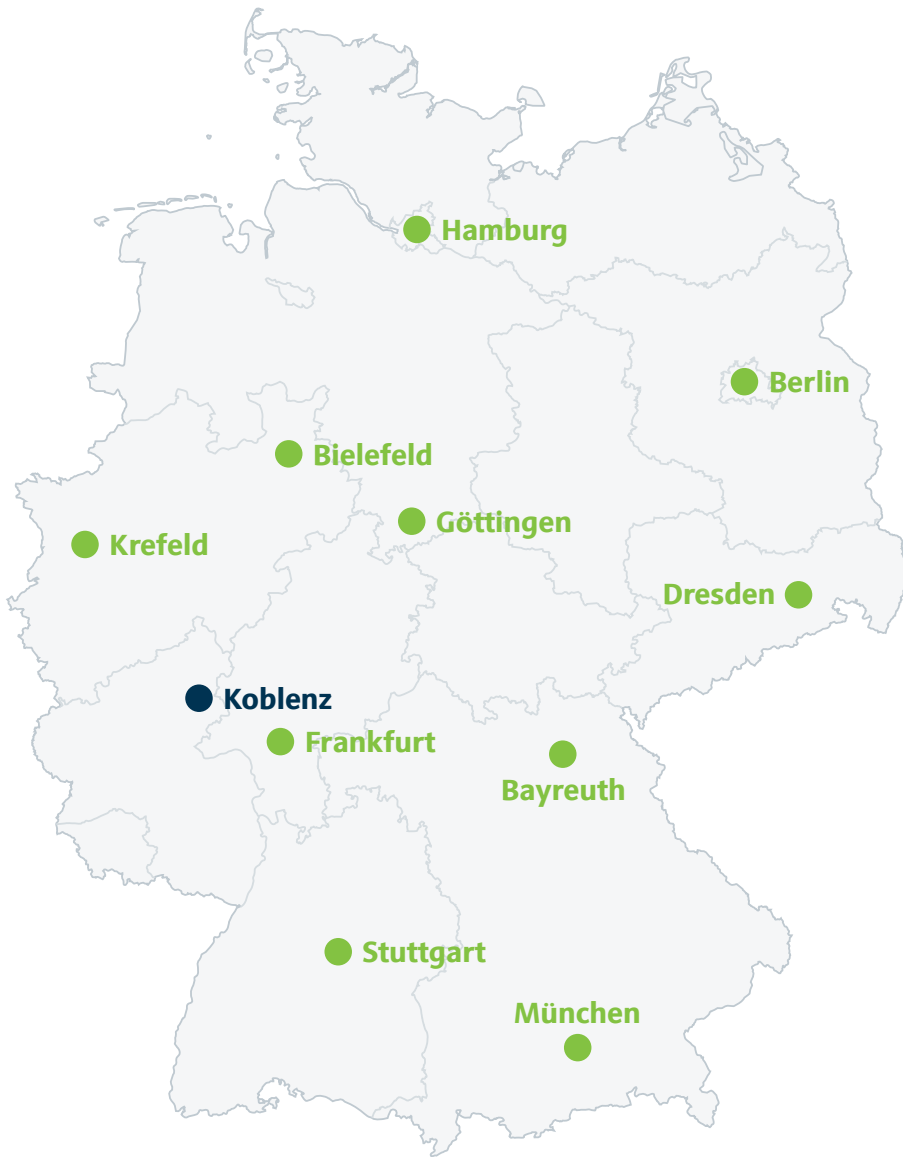 Hamburg
Berlin
Bielefeld
Göttingen
Krefeld
Dresden
Koblenz
Frankfurt
Bayreuth
Stuttgart
München